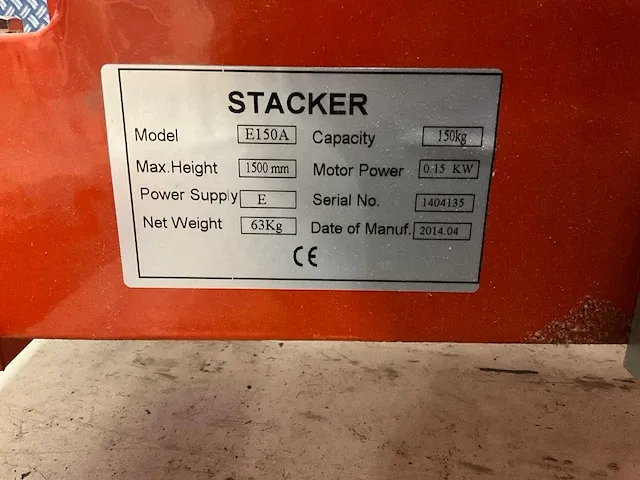 STACKER
Model E150A Capacity 150kg
Max.Height 1500 mm Motor Power 0.15 KW
Power Supply E Serial No. 1404135
Net Weight 63Kg Date of Manuf. 2014.04
CE